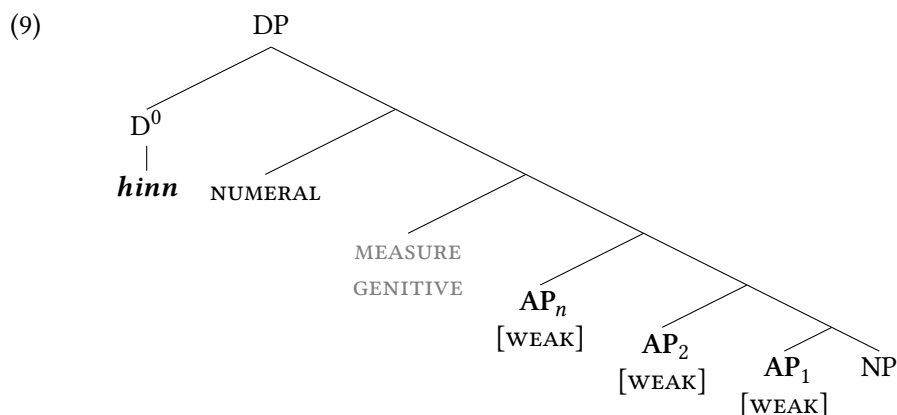 (9)
DP
D⁰
hinn
NUMERAL
MEASURE
GENITIVE
APₙ
[WEAK]
AP₂
[WEAK]
AP₁
[WEAK]
NP